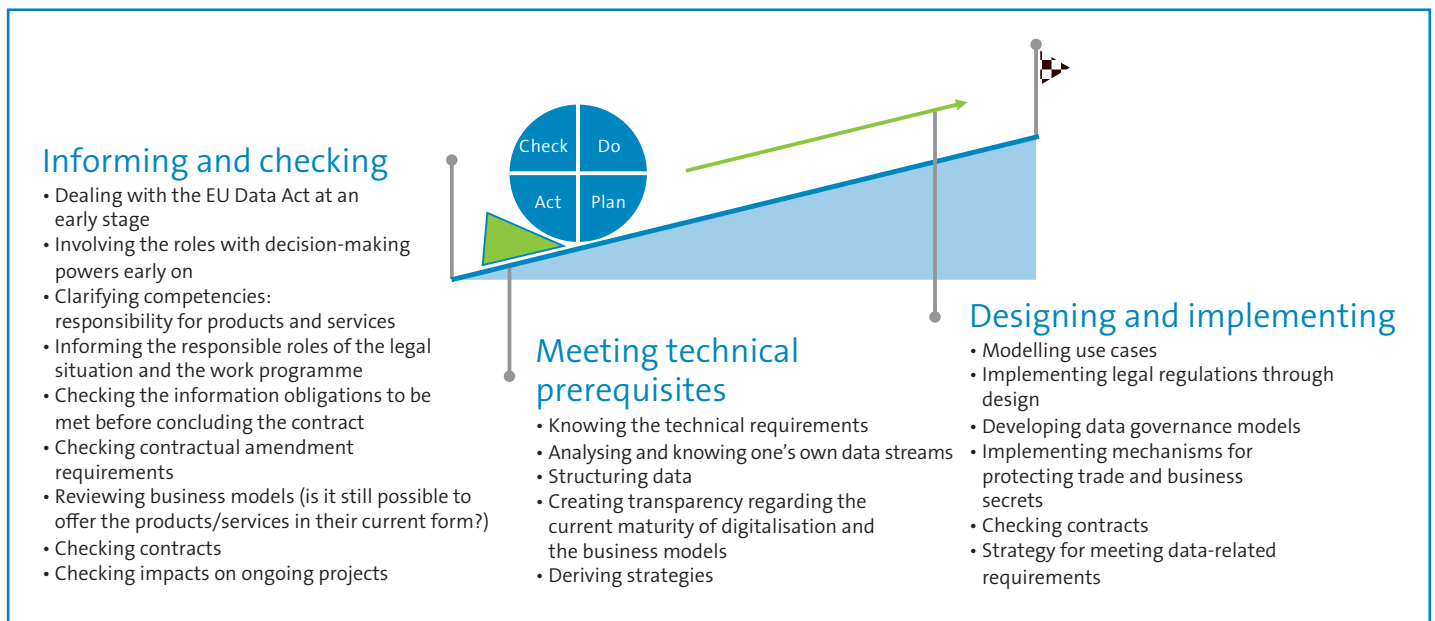 Check
Do
Act
Plan
Informing and checking
• Dealing with the EU Data Act at an
early stage
• Involving the roles with decision-making
powers early on
• Clarifying competencies:
responsibility for products and services
• Informing the responsible roles of the legal
situation and the work programme
• Checking the information obligations to be
met before concluding the contract
• Checking contractual amendment
requirements
• Reviewing business models (is it still possible to
offer the products/services in their current form?)
• Checking contracts
• Checking impacts on ongoing projects
Meeting technical
prerequisites
• Knowing the technical requirements
• Analysing and knowing one’s own data streams
• Structuring data
• Creating transparency regarding the
current maturity of digitalisation and
the business models
• Deriving strategies
Designing and implementing
• Modelling use cases
• Implementing legal regulations through
design
• Developing data governance models
• Implementing mechanisms for
protecting trade and business
secrets
• Checking contracts
• Strategy for meeting data-related
requirements